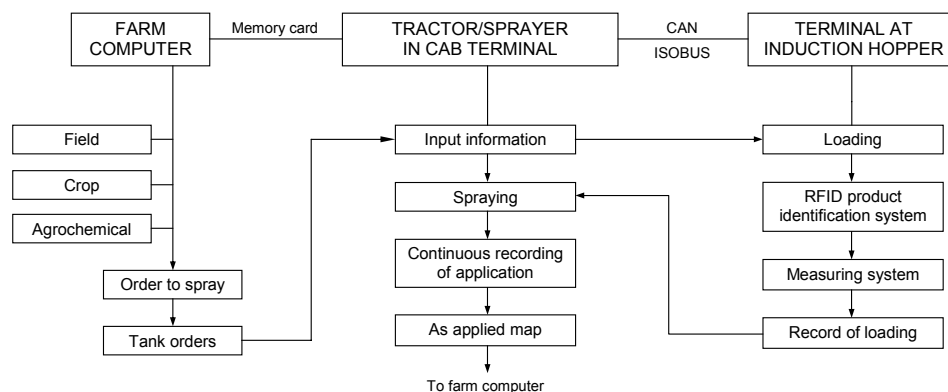 FARM
COMPUTER
Memory card
TRACTOR/SPRAYER
IN CAB TERMINAL
CAN
ISOBUS
TERMINAL AT
INDUCTION HOPPER
Field
Crop
Agrochemical
Order to spray
Tank orders
Input information
Spraying
Continuous recording
of application
As applied map
To farm computer
Loading
RFID product
identification system
Measuring system
Record of loading